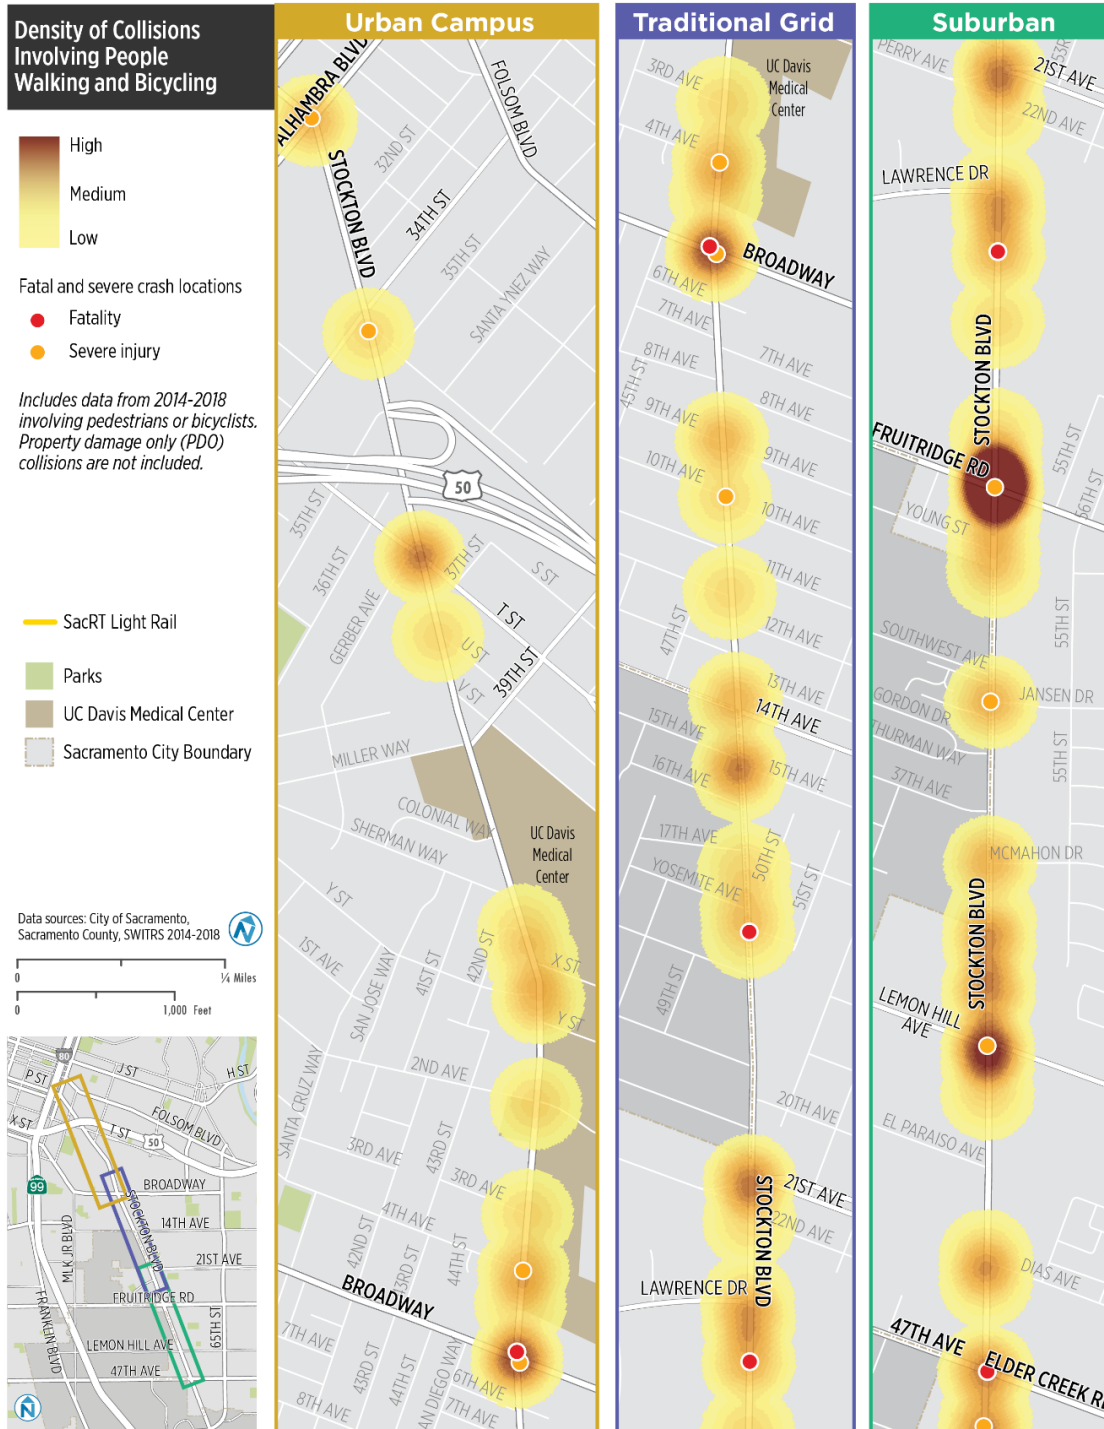 Density of Collisions
Involving People
Walking and Bicycling
High
Medium
Low
Fatal and severe crash locations
Fatality
Severe injury
Includes data from 2014-2018
involving pedestrians or bicyclists.
Property damage only (PDO)
collisions are not included.
SacRT Light Rail
Parks
UC Davis Medical Center
Sacramento City Boundary
Data sources: City of Sacramento,
Sacramento County, SWITRS 2014-2018
N
0
1/4 Miles
0
1,000 Feet
80
P ST
J ST
H ST
X ST
T ST
FOLSOM BLVD
50
99
BROADWAY
STOCKTON BLVD
14TH AVE
MLK JR BLVD
21ST AVE
FRUITRIDGE RD
FRANKLIN BLVD
65TH ST
LEMON HILL AVE
47TH AVE
N
Urban Campus
ALHAMBRA BLVD
FOLSOM BLVD
32ND ST
STOCKTON BLVD
34TH ST
35TH ST
SANTA YNEZ WAY
50
35TH ST
36TH ST
37TH ST
S ST
GERBER AVE
T ST
U ST
39TH ST
V ST
MILLER WAY
COLONIAL WAY
SHERMAN WAY
UC Davis
Medical
Center
Y ST
1ST AVE
SAN JOSE WAY
41ST ST
42ND ST
X ST
Y ST
SANTA CRUZ WAY
2ND AVE
3RD AVE
43RD ST
3RD AVE
4TH AVE
42ND ST
43RD ST
44TH ST
BROADWAY
7TH AVE
43RD ST
44TH ST
AN DIEGO WAY
6TH AVE
8TH AVE
7TH AVE
Traditional Grid
3RD AVE
UC Davis
Medical
Center
4TH AVE
BROADWAY
6TH AVE
7TH AVE
8TH AVE
7TH AVE
45TH ST
8TH AVE
9TH AVE
9TH AVE
10TH AVE
10TH AVE
11TH AVE
47TH ST
12TH AVE
13TH AVE
14TH AVE
15TH AVE
16TH AVE
15TH AVE
17TH AVE
50TH ST
YOSEMITE AVE
51ST ST
49TH ST
20TH AVE
21ST AVE
STOCKTON BLVD
22ND AVE
LAWRENCE DR
Suburban
PERRY AVE
53R
21ST AVE
22ND AVE
LAWRENCE DR
STOCKTON BLVD
FRUITRIDGE RD
55TH ST
56TH ST
YOUNG ST
55TH ST
SOUTHWEST AVE
GORDON DR
JANSEN DR
THURMAN WAY
55TH ST
37TH AVE
MCMAHON DR
STOCKTON BLVD
LEMON HILL
AVE
EL PARAISO AVE
DIAS AVE
47TH AVE
ELDER CREEK R